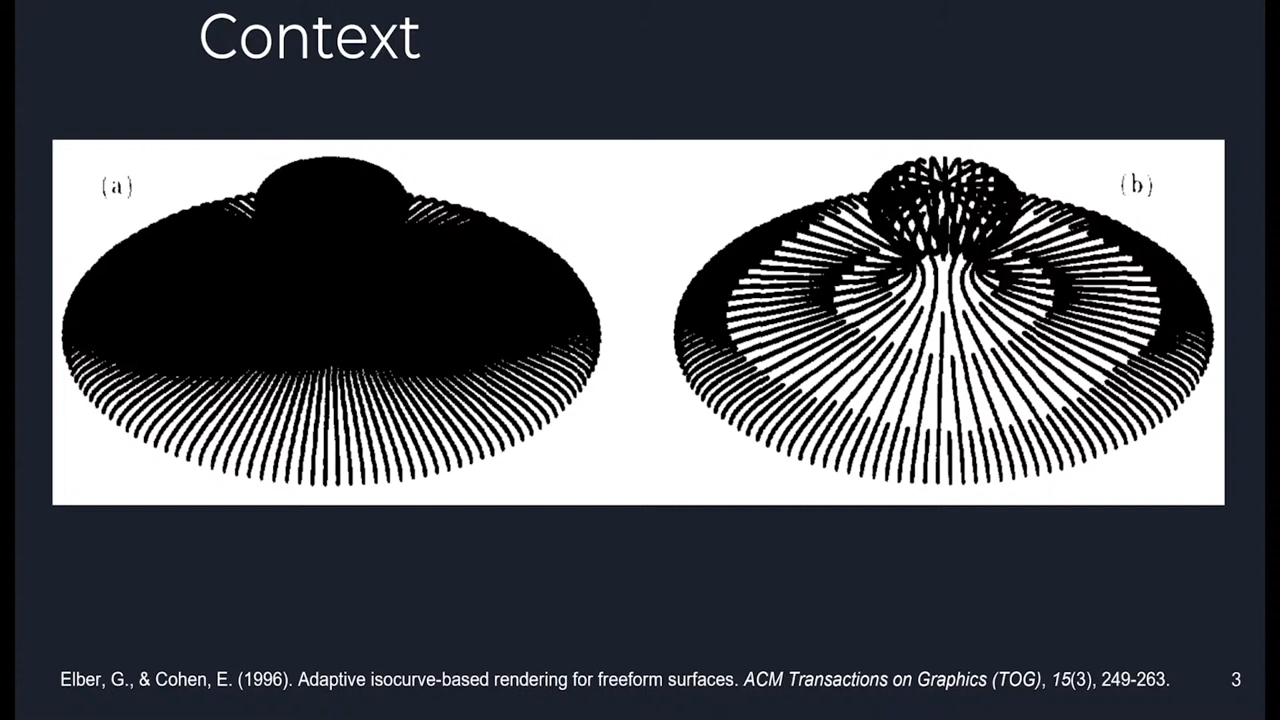 Context
(a)
(b)
Elber, G., & Cohen, E. (1996). Adaptive isocurve-based rendering for freeform surfaces. ACM Transactions on Graphics (TOG), 15(3), 249-263.
3